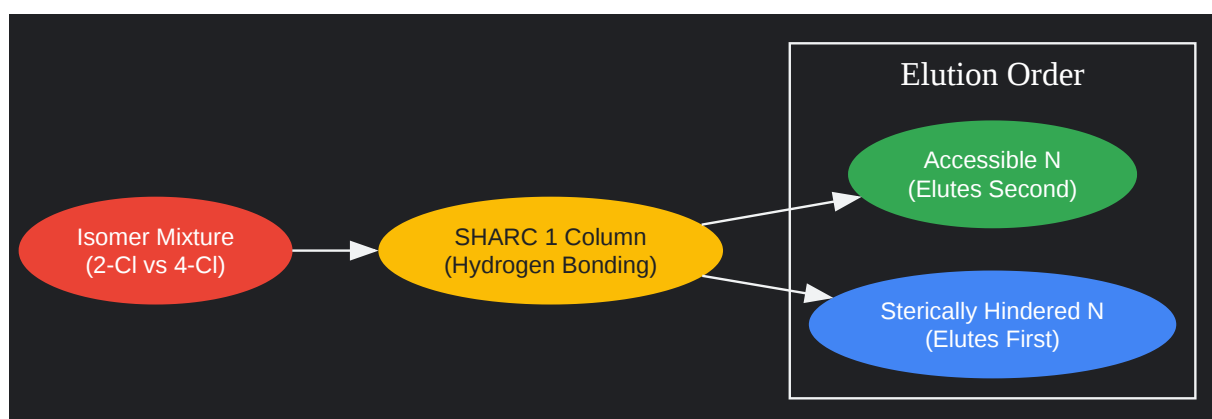 Elution Order
Accessible N
(Elutes Second)
Isomer Mixture
(2-Cl vs 4-Cl)
SHARC 1 Column
(Hydrogen Bonding)
Sterically Hindered N
(Elutes First)